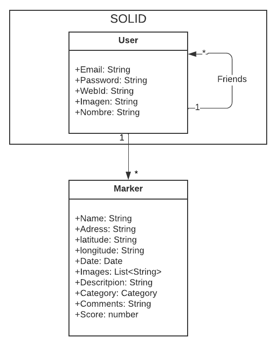 SOLID
User
+Email: String
+Password: String
+WebId: String
+Imagen: String
+Nombre: String
*
Friends
1
1
*
Marker
+Name: String
+Adress: String
+latitude: String
+longitude: String
+Date: Date
+Images: List<String>
+Descritpion: String
+Category: Category
+Comments: String
+Score: number